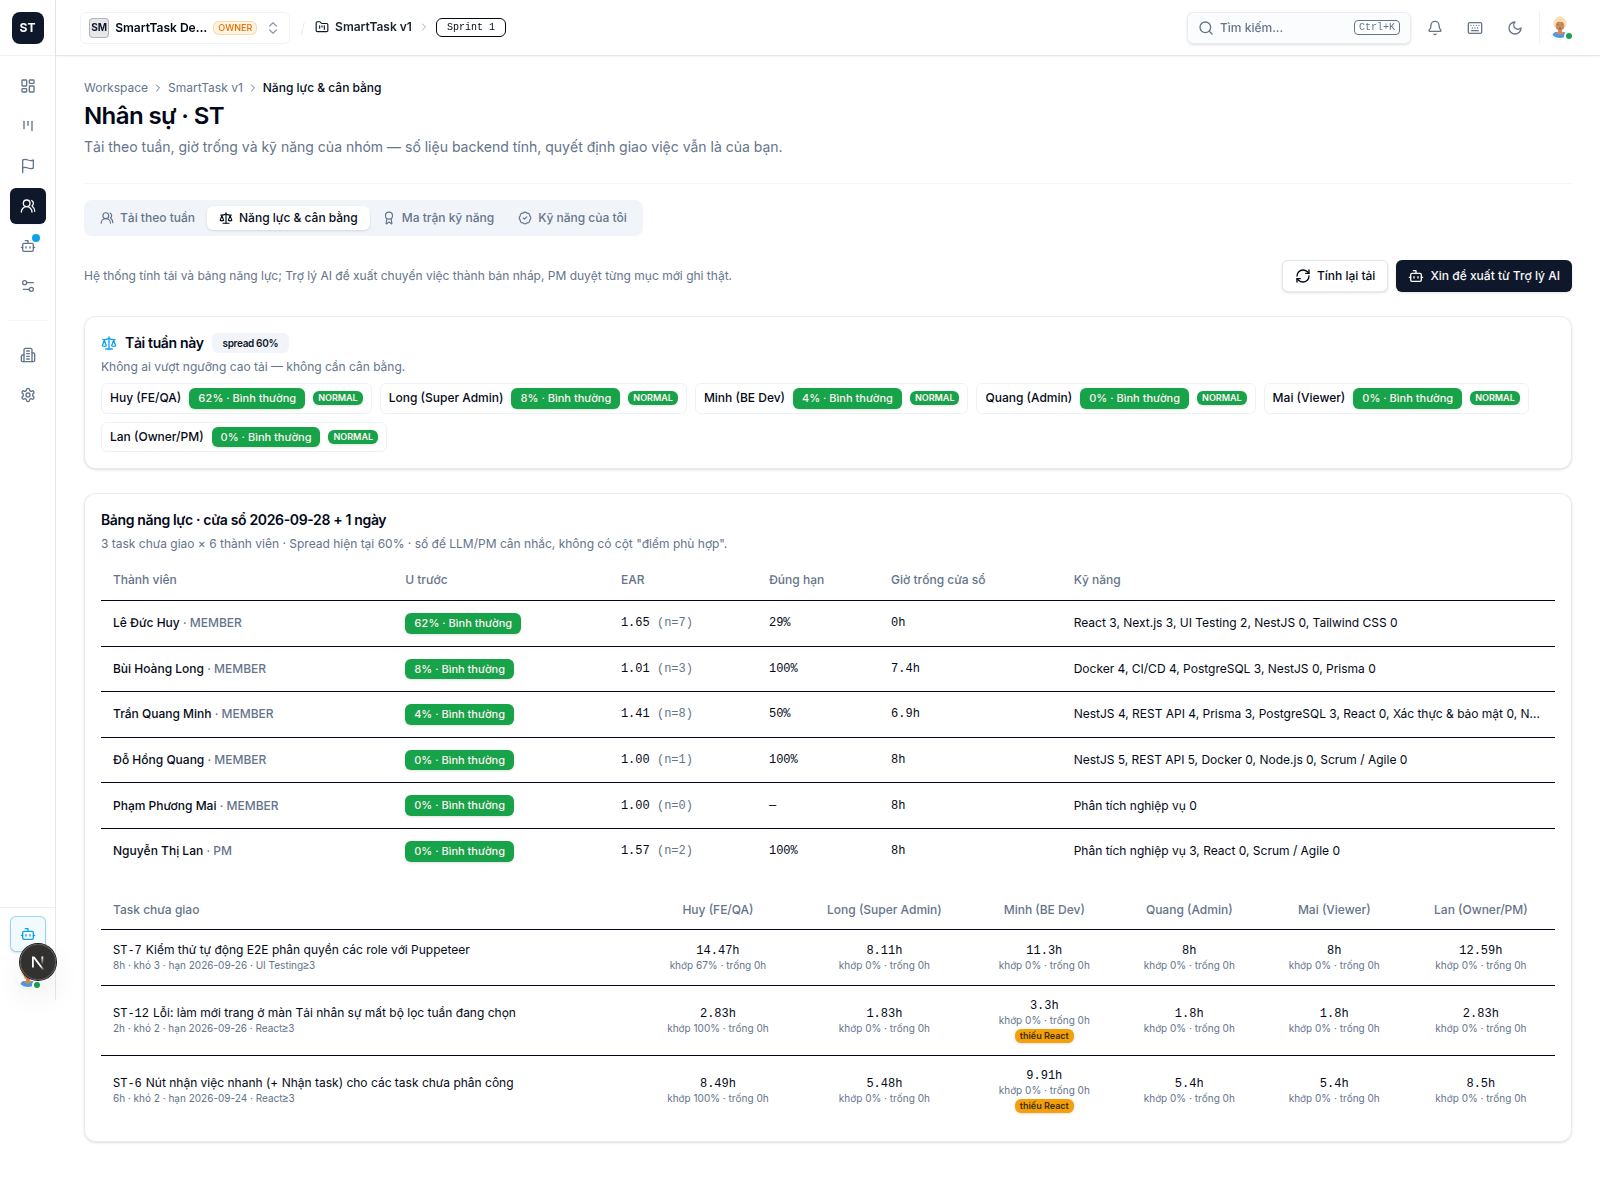 ST
SM SmartTask De... OWNER / SmartTask v1 Sprint 1
Tìm kiếm... Ctrl+K
Workspace > SmartTask v1 > Năng lực & cân bằng
Nhân sự · ST
Tải theo tuần, giờ trống và kỹ năng của nhóm — số liệu backend tính, quyết định giao việc vẫn là của bạn.
Tải theo tuần Năng lực & cân bằng Ma trận kỹ năng Kỹ năng của tôi
Hệ thống tính tải và bảng năng lực; Trợ lý AI đề xuất chuyển việc thành bản nháp, PM duyệt từng mục mới ghi thật.
Tính lại tải Xin đề xuất từ Trợ lý AI
Tải tuần này spread 60%
Không ai vượt ngưỡng cao tải — không cần cân bằng.
Huy (FE/QA) 62% · Bình thường NORMAL Long (Super Admin) 8% · Bình thường NORMAL Minh (BE Dev) 4% · Bình thường NORMAL Quang (Admin) 0% · Bình thường NORMAL Mai (Viewer) 0% · Bình thường NORMAL
Lan (Owner/PM) 0% · Bình thường NORMAL
Bảng năng lực · cửa sổ 2026-09-28 + 1 ngày
3 task chưa giao × 6 thành viên · Spread hiện tại 60% · số để LLM/PM cân nhắc, không có cột "điểm phù hợp".
Thành viên U trước EAR Đúng hạn Giờ trống cửa sổ Kỹ năng
Lê Đức Huy · MEMBER 62% · Bình thường 1.65 (n=7) 29% 0h React 3, Next.js 3, UI Testing 2, NestJS 0, Tailwind CSS 0
Bùi Hoàng Long · MEMBER 8% · Bình thường 1.01 (n=3) 100% 7.4h Docker 4, CI/CD 4, PostgreSQL 3, NestJS 0, Prisma 0
Trần Quang Minh · MEMBER 4% · Bình thường 1.41 (n=8) 50% 6.9h NestJS 4, REST API 4, Prisma 3, PostgreSQL 3, React 0, Xác thực & bảo mật 0, N...
Đỗ Hồng Quang · MEMBER 0% · Bình thường 1.00 (n=1) 100% 8h NestJS 5, REST API 5, Docker 0, Node.js 0, Scrum / Agile 0
Phạm Phương Mai · MEMBER 0% · Bình thường 1.00 (n=0) — 8h Phân tích nghiệp vụ 0
Nguyễn Thị Lan · PM 0% · Bình thường 1.57 (n=2) 100% 8h Phân tích nghiệp vụ 3, React 0, Scrum / Agile 0
Task chưa giao Huy (FE/QA) Long (Super Admin) Minh (BE Dev) Quang (Admin) Mai (Viewer) Lan (Owner/PM)
ST-7 Kiểm thử tự động E2E phân quyền các role với Puppeteer 14.47h 8.11h 11.3h 8h 8h 12.59h
8h · khó 3 · hạn 2026-09-26 · UI Testing≥3 khớp 67% · trống 0h khớp 0% · trống 0h khớp 0% · trống 0h khớp 0% · trống 0h khớp 0% · trống 0h khớp 0% · trống 0h
ST-12 Lỗi: làm mới trang ở màn Tải nhân sự mất bộ lọc tuần đang chọn 2.83h 1.83h 3.3h 1.8h 1.8h 2.83h
2h · khó 2 · hạn 2026-09-26 · React≥3 khớp 100% · trống 0h khớp 0% · trống 0h khớp 0% · trống 0h khớp 0% · trống 0h khớp 0% · trống 0h khớp 0% · trống 0h
thiếu React
ST-6 Nút nhận việc nhanh (+ Nhận task) cho các task chưa phân công 8.49h 5.48h 9.91h 5.4h 5.4h 8.5h
6h · khó 2 · hạn 2026-09-24 · React≥3 khớp 100% · trống 0h khớp 0% · trống 0h khớp 0% · trống 0h khớp 0% · trống 0h khớp 0% · trống 0h khớp 0% · trống 0h
thiếu React
N